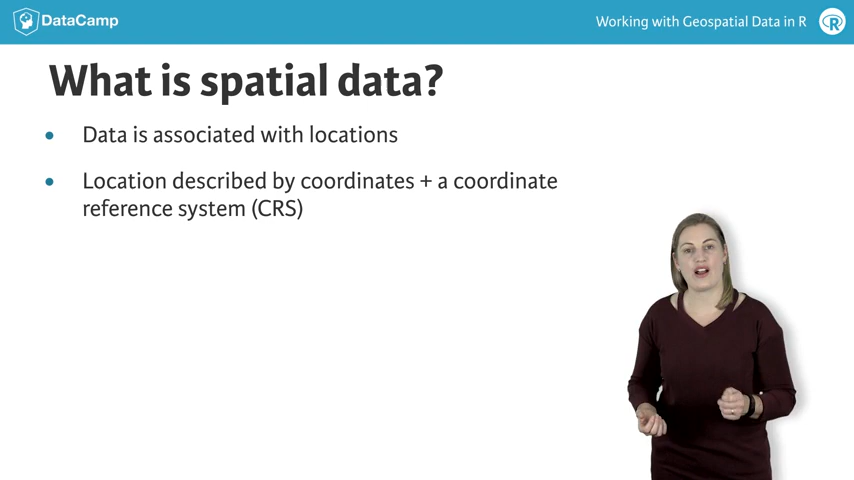 DataCamp
Working with Geospatial Data in R
R
What is spatial data?
• Data is associated with locations
• Location described by coordinates + a coordinate
reference system (CRS)